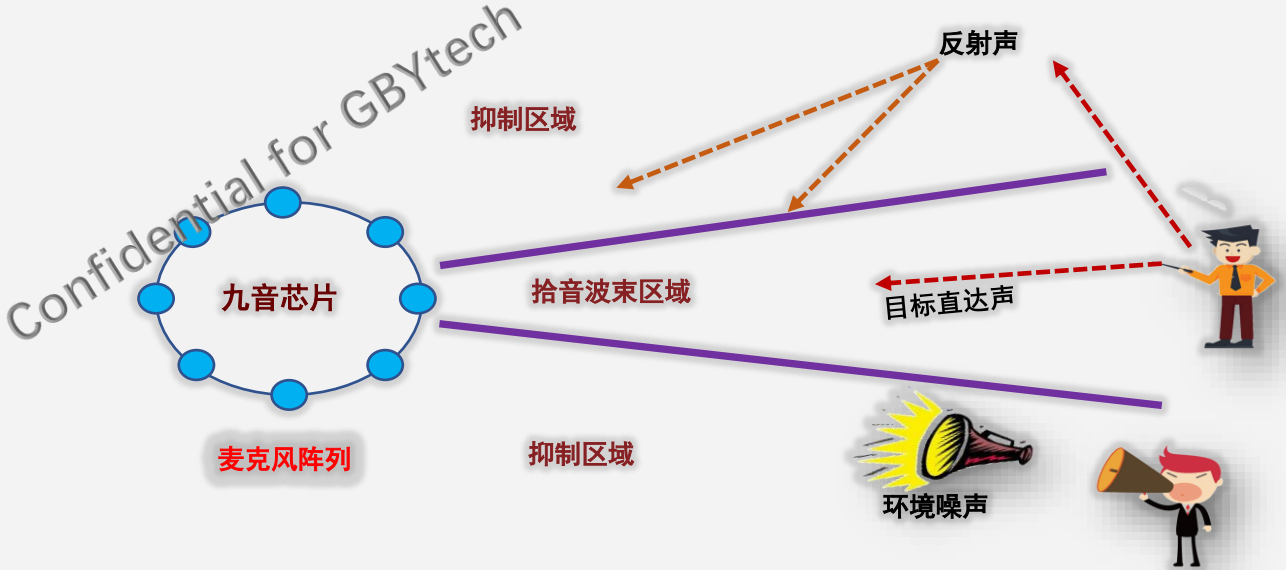 Confidential for GBYtech
反射声
抑制区域
九音芯片
拾音波束区域
目标直达声
麦克风阵列
抑制区域
环境噪声